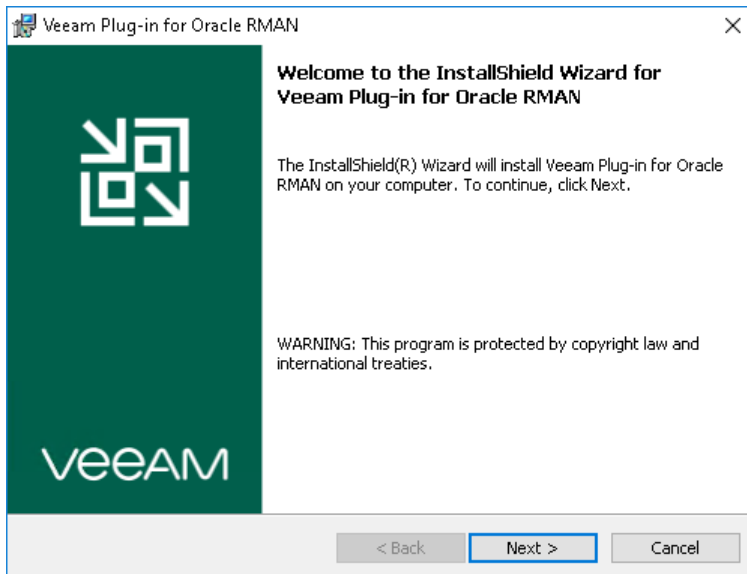 Veeam Plug-in for Oracle RMAN
Welcome to the InstallShield Wizard for
Veeam Plug-in for Oracle RMAN
The InstallShield(R) Wizard will install Veeam Plug-in for Oracle
RMAN on your computer. To continue, click Next.
WARNING: This program is protected by copyright law and
international treaties.
veeam
< Back Next > Cancel